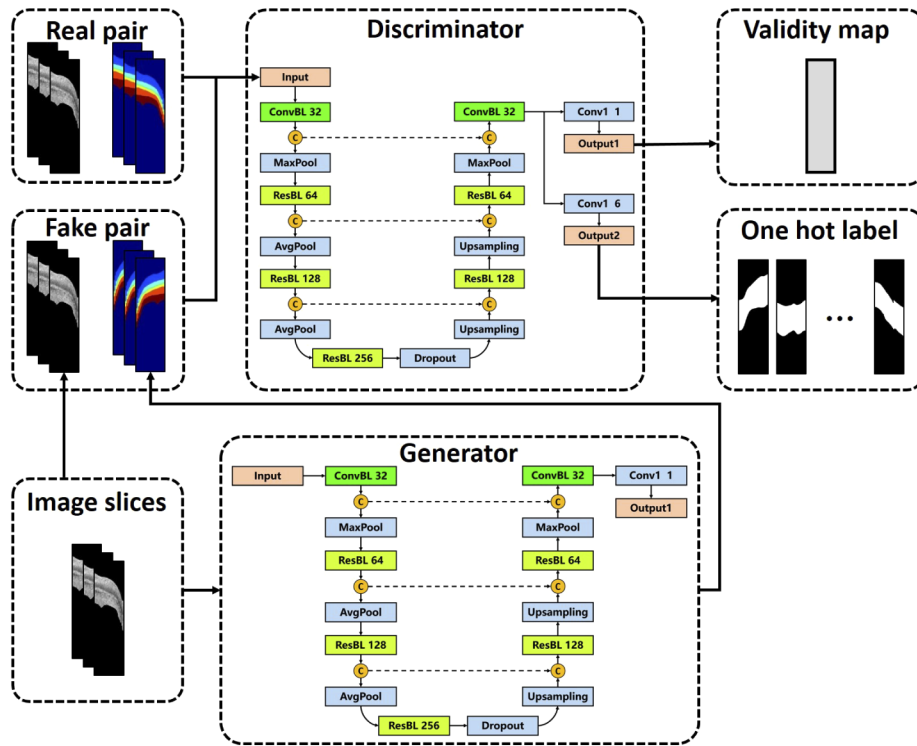 Real pair
Discriminator
Validity map
Input
ConvBL 32
C
MaxPool
ResBL 64
C
AvgPool
ResBL 128
C
AvgPool
ResBL 256
Dropout
Upsampling
C
ResBL 128
Upsampling
C
ResBL 64
MaxPool
C
ConvBL 32
Conv1 1
Output1
Conv1 6
Output2
Fake pair
One hot label
...
Image slices
Generator
Input
ConvBL 32
C
MaxPool
ResBL 64
C
AvgPool
ResBL 128
C
AvgPool
ResBL 256
Dropout
Upsampling
C
ResBL 128
Upsampling
C
ResBL 64
MaxPool
C
ConvBL 32
Conv1 1
Output1